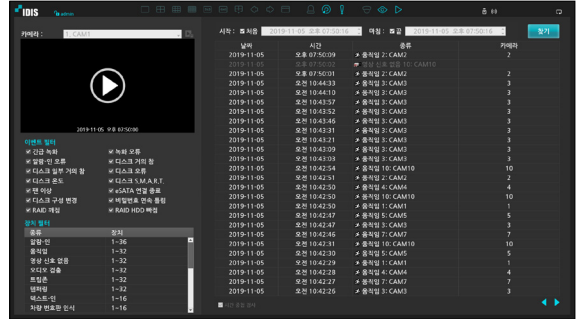 IDIS
admin
카메라 :
1. CAM1
2019-11-05 오후 07:50:00
이벤트 필터
긴급 녹화
녹화 오류
알람-인 오류
디스크 거의 참
디스크 일부 거의 참
디스크 오류
디스크 온도
디스크 S.M.A.R.T.
팬 이상
eSATA 연결 종료
디스크 구성 변경
비밀번호 연속 틀림
RAID 깨짐
RAID HDD 빠짐
장치 필터
종류 장치
알람-인 1~36
움직임 1~32
영상 신호 없음 1~32
오디오 검출 1~32
트립존 1~32
탬퍼링 1~32
텍스트-인 1~16
차량 번호판 인식 1~16
시작 : 처음 2019-11-05 오후 07:50:16 마침 : 끝 2019-11-05 오후 07:50:16 찾기
날짜 시간 종류 카메라
2019-11-05 오후 07:50:09 움직임 2: CAM2 2
2019-11-05 오후 07:50:02 영상 신호 없음 10: CAM10
2019-11-05 오후 07:50:01 움직임 2: CAM2 2
2019-11-05 오전 10:44:33 움직임 3: CAM3 3
2019-11-05 오전 10:44:10 움직임 3: CAM3 3
2019-11-05 오전 10:43:57 움직임 3: CAM3 3
2019-11-05 오전 10:43:52 움직임 3: CAM3 3
2019-11-05 오전 10:43:46 움직임 3: CAM3 3
2019-11-05 오전 10:43:31 움직임 3: CAM3 3
2019-11-05 오전 10:43:21 움직임 3: CAM3 3
2019-11-05 오전 10:43:09 움직임 3: CAM3 3
2019-11-05 오전 10:43:03 움직임 3: CAM3 3
2019-11-05 오전 10:42:54 움직임 10: CAM10 10
2019-11-05 오전 10:42:51 움직임 2: CAM2 2
2019-11-05 오전 10:42:50 움직임 4: CAM4 4
2019-11-05 오전 10:42:50 움직임 10: CAM10 10
2019-11-05 오전 10:42:50 움직임 1: CAM1 1
2019-11-05 오전 10:42:47 움직임 5: CAM5 5
2019-11-05 오전 10:42:47 움직임 3: CAM3 3
2019-11-05 오전 10:42:46 움직임 7: CAM7 7
2019-11-05 오전 10:42:31 움직임 10: CAM10 10
2019-11-05 오전 10:42:30 움직임 5: CAM5 5
2019-11-05 오전 10:42:29 움직임 1: CAM1 1
2019-11-05 오전 10:42:28 움직임 4: CAM4 4
2019-11-05 오전 10:42:27 움직임 7: CAM7 7
2019-11-05 오전 10:42:26 움직임 3: CAM3 3